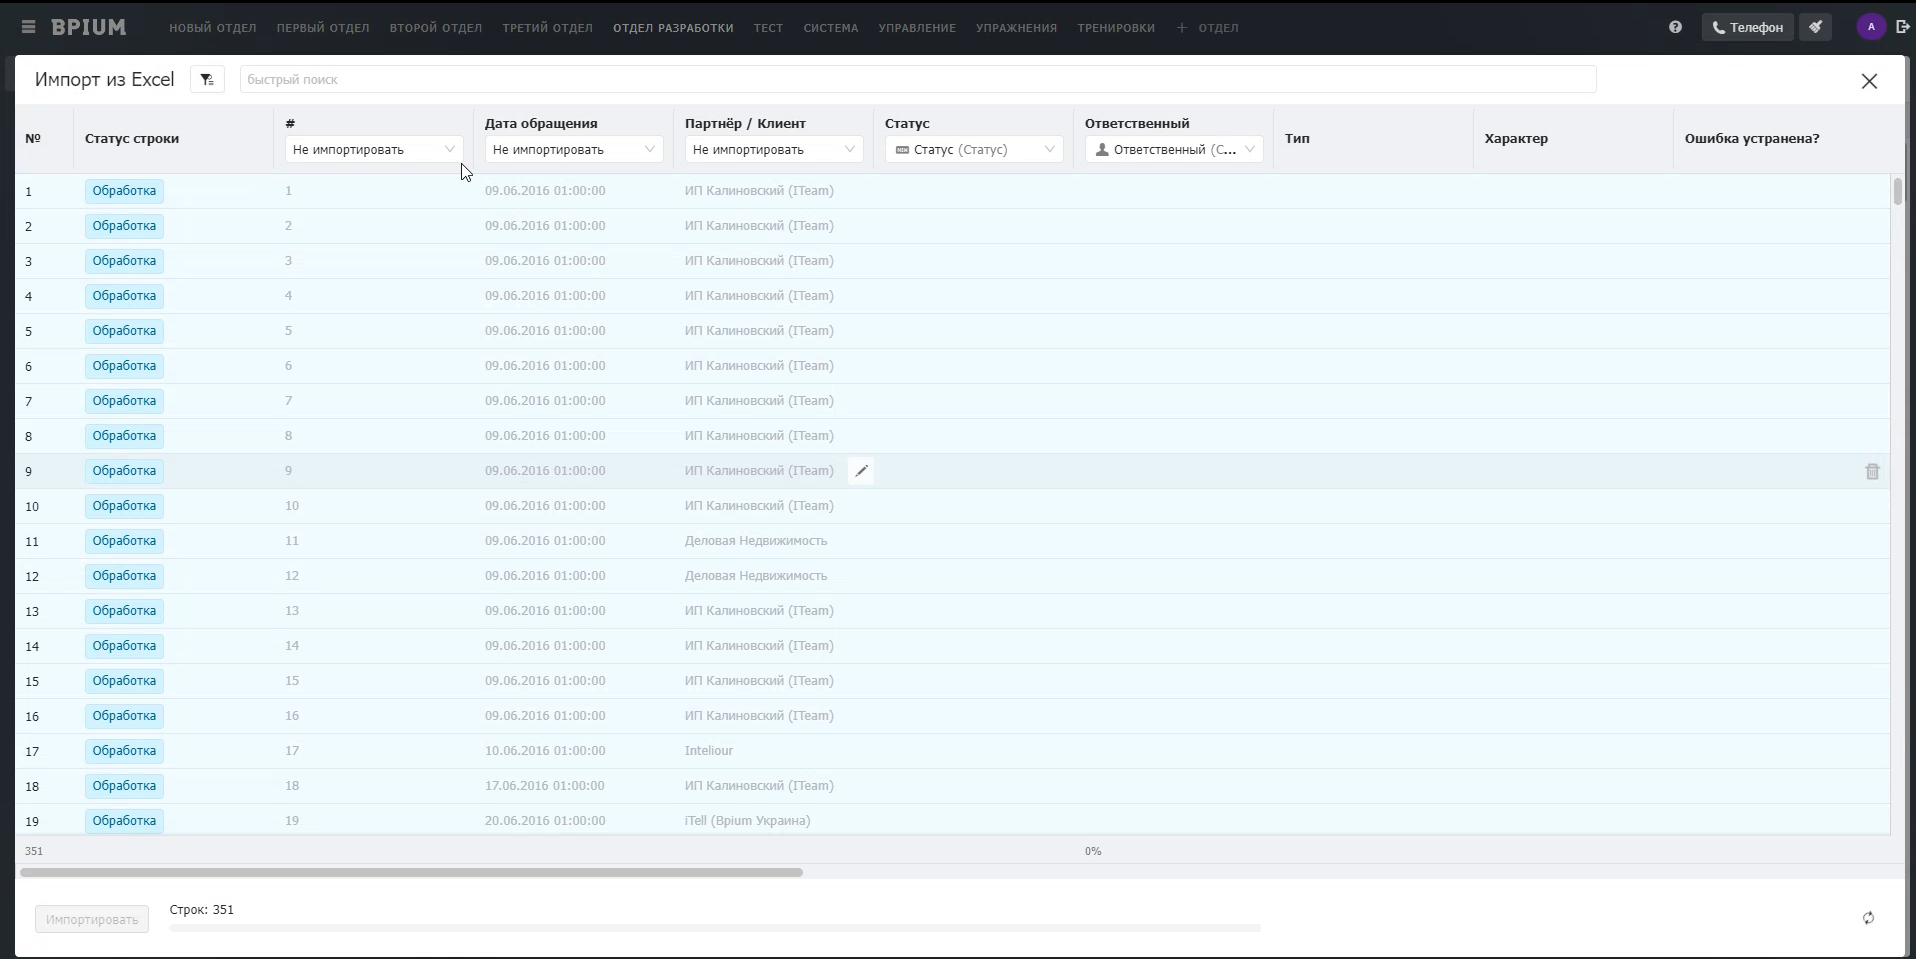 BPIUM НОВЫЙ ОТДЕЛ ПЕРВЫЙ ОТДЕЛ ВТОРОЙ ОТДЕЛ ТРЕТИЙ ОТДЕЛ ОТДЕЛ РАЗРАБОТКИ ТЕСТ СИСТЕМА УПРАВЛЕНИЕ УПРАЖНЕНИЯ ТРЕНИРОВКИ + ОТДЕЛ ? Телефон А
Импорт из Excel быстрый поиск
№ Статус строки # Дата обращения Партнёр / Клиент Статус Ответственный Тип Характер Ошибка устранена?
Не импортировать Не импортировать Не импортировать NEW Статус (Статус) Ответственный (С...
1 Обработка 1 09.06.2016 01:00:00 ИП Калиновский (ITeam)
2 Обработка 2 09.06.2016 01:00:00 ИП Калиновский (ITeam)
3 Обработка 3 09.06.2016 01:00:00 ИП Калиновский (ITeam)
4 Обработка 4 09.06.2016 01:00:00 ИП Калиновский (ITeam)
5 Обработка 5 09.06.2016 01:00:00 ИП Калиновский (ITeam)
6 Обработка 6 09.06.2016 01:00:00 ИП Калиновский (ITeam)
7 Обработка 7 09.06.2016 01:00:00 ИП Калиновский (ITeam)
8 Обработка 8 09.06.2016 01:00:00 ИП Калиновский (ITeam)
9 Обработка 9 09.06.2016 01:00:00 ИП Калиновский (ITeam)
10 Обработка 10 09.06.2016 01:00:00 ИП Калиновский (ITeam)
11 Обработка 11 09.06.2016 01:00:00 Деловая Недвижимость
12 Обработка 12 09.06.2016 01:00:00 Деловая Недвижимость
13 Обработка 13 09.06.2016 01:00:00 ИП Калиновский (ITeam)
14 Обработка 14 09.06.2016 01:00:00 ИП Калиновский (ITeam)
15 Обработка 15 09.06.2016 01:00:00 ИП Калиновский (ITeam)
16 Обработка 16 09.06.2016 01:00:00 ИП Калиновский (ITeam)
17 Обработка 17 10.06.2016 01:00:00 Inteliour
18 Обработка 18 17.06.2016 01:00:00 ИП Калиновский (ITeam)
19 Обработка 19 20.06.2016 01:00:00 iTell (Bpium Украина)
351 0%
Импортировать Строк: 351